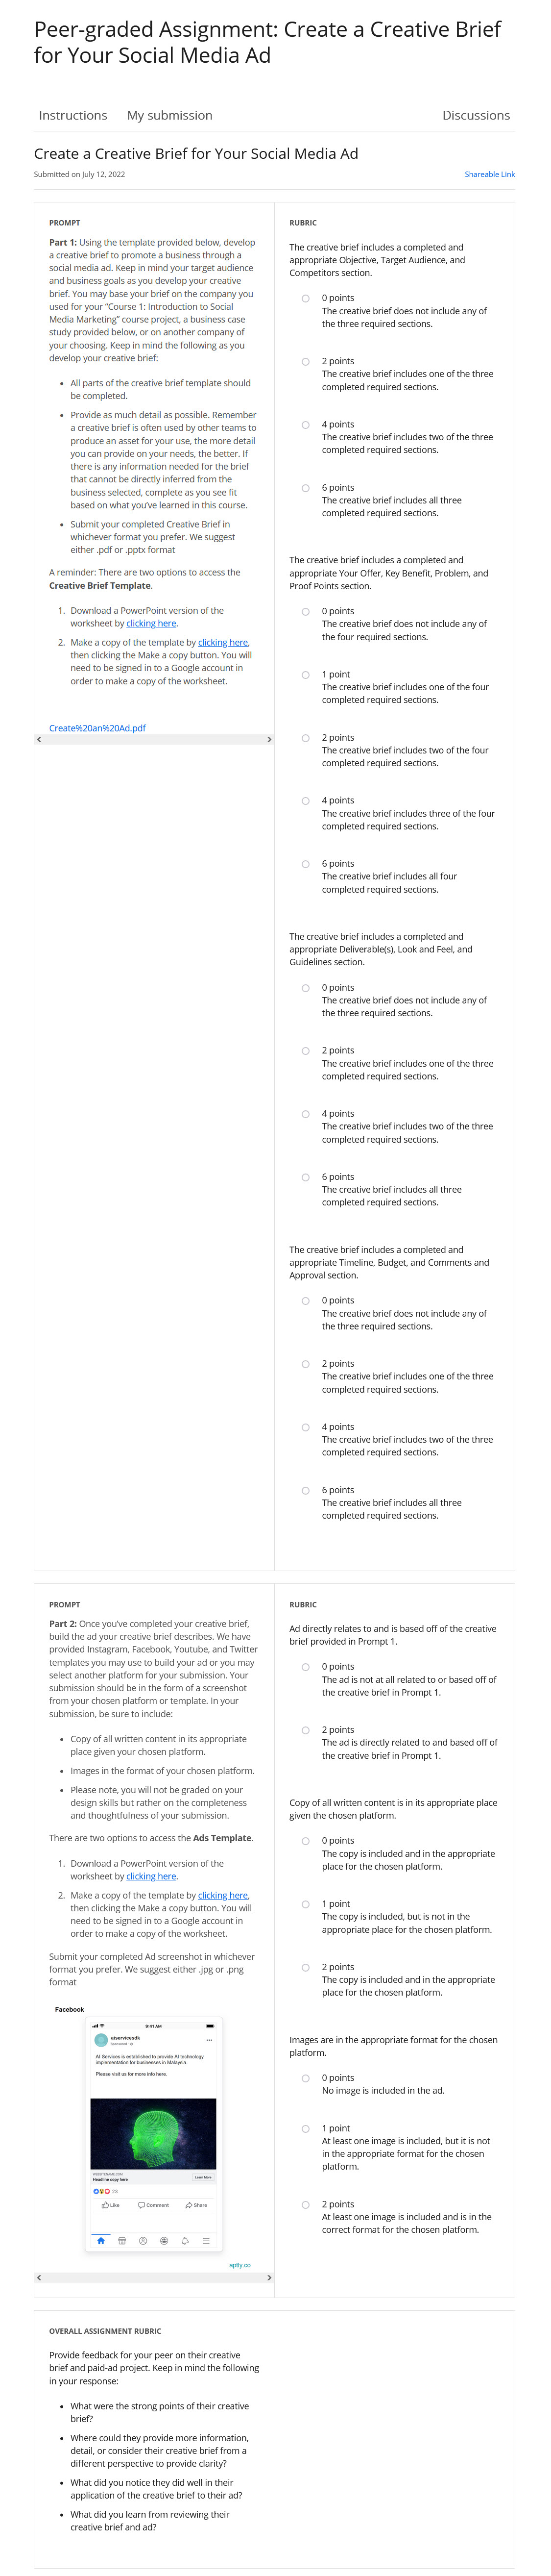 Peer-graded Assignment: Create a Creative Brief
for Your Social Media Ad
Instructions
My submission
Discussions
Create a Creative Brief for Your Social Media Ad
Submitted on July 12, 2022
Shareable Link
PROMPT
Part 1: Using the template provided below, develop
a creative brief to promote a business through a
social media ad. Keep in mind your target audience
and business goals as you develop your creative
brief. You may base your brief on the company you
used for your “Course 1: Introduction to Social
Media Marketing” course project, a business case
study provided below, or on another company of
your choosing. Keep in mind the following as you
develop your creative brief:
• All parts of the creative brief template should
be completed.
• Provide as much detail as possible. Remember
a creative brief is often used by other teams to
produce an asset for your use, the more detail
you can provide on your needs, the better. If
there is any information needed for the brief
that cannot be directly inferred from the
business selected, complete as you see fit
based on what you’ve learned in this course.
• Submit your completed Creative Brief in
whichever format you prefer. We suggest
either .pdf or .pptx format
A reminder: There are two options to access the
Creative Brief Template.
1. Download a PowerPoint version of the
worksheet by clicking here.
2. Make a copy of the template by clicking here,
then clicking the Make a copy button. You will
need to be signed in to a Google account in
order to make a copy of the worksheet.
Create%20an%20Ad.pdf
RUBRIC
The creative brief includes a completed and
appropriate Objective, Target Audience, and
Competitors section.
0 points
The creative brief does not include any of
the three required sections.
2 points
The creative brief includes one of the three
completed required sections.
4 points
The creative brief includes two of the three
completed required sections.
6 points
The creative brief includes all three
completed required sections.
The creative brief includes a completed and
appropriate Your Offer, Key Benefit, Problem, and
Proof Points section.
0 points
The creative brief does not include any of
the four required sections.
1 point
The creative brief includes one of the four
completed required sections.
2 points
The creative brief includes two of the four
completed required sections.
4 points
The creative brief includes three of the four
completed required sections.
6 points
The creative brief includes all four
completed required sections.
The creative brief includes a completed and
appropriate Deliverable(s), Look and Feel, and
Guidelines section.
0 points
The creative brief does not include any of
the three required sections.
2 points
The creative brief includes one of the three
completed required sections.
4 points
The creative brief includes two of the three
completed required sections.
6 points
The creative brief includes all three
completed required sections.
The creative brief includes a completed and
appropriate Timeline, Budget, and Comments and
Approval section.
0 points
The creative brief does not include any of
the three required sections.
2 points
The creative brief includes one of the three
completed required sections.
4 points
The creative brief includes two of the three
completed required sections.
6 points
The creative brief includes all three
completed required sections.
PROMPT
Part 2: Once you’ve completed your creative brief,
build the ad your creative brief describes. We have
provided Instagram, Facebook, Youtube, and Twitter
templates you may use to build your ad or you may
select another platform for your submission. Your
submission should be in the form of a screenshot
from your chosen platform or template. In your
submission, be sure to include:
• Copy of all written content in its appropriate
place given your chosen platform.
• Images in the format of your chosen platform.
• Please note, you will not be graded on your
design skills but rather on the completeness
and thoughtfulness of your submission.
There are two options to access the Ads Template.
1. Download a PowerPoint version of the
worksheet by clicking here.
2. Make a copy of the template by clicking here,
then clicking the Make a copy button. You will
need to be signed in to a Google account in
order to make a copy of the worksheet.
Submit your completed Ad screenshot in whichever
format you prefer. We suggest either .jpg or .png
format
Facebook
9:41 AM
aiservicesdk
Sponsored
AI Services is established to provide AI technology
implementation for businesses in Malaysia.
Please visit us for more info here.
Headline copy here
Learn More
23
Like
Comment
Share
aptly.co
RUBRIC
Ad directly relates to and is based off of the creative
brief provided in Prompt 1.
0 points
The ad is not at all related to or based off of
the creative brief in Prompt 1.
2 points
The ad is directly related to and based off of
the creative brief in Prompt 1.
Copy of all written content is in its appropriate place
given the chosen platform.
0 points
The copy is included and in the appropriate
place for the chosen platform.
1 point
The copy is included, but is not in the
appropriate place for the chosen platform.
2 points
The copy is included and in the appropriate
place for the chosen platform.
Images are in the appropriate format for the chosen
platform.
0 points
No image is included in the ad.
1 point
At least one image is included, but it is not
in the appropriate format for the chosen
platform.
2 points
At least one image is included and is in the
correct format for the chosen platform.
OVERALL ASSIGNMENT RUBRIC
Provide feedback for your peer on their creative
brief and paid-ad project. Keep in mind the following
in your response:
• What were the strong points of their creative
brief?
• Where could they provide more information,
detail, or consider their creative brief from a
different perspective to provide clarity?
• What did you notice they did well in their
application of the creative brief to their ad?
• What did you learn from reviewing their
creative brief and ad?